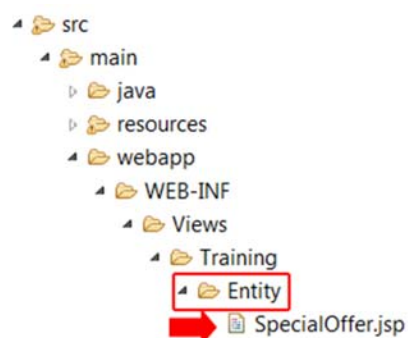 src
main
java
resources
webapp
WEB-INF
Views
Training
Entity
SpecialOffer.jsp